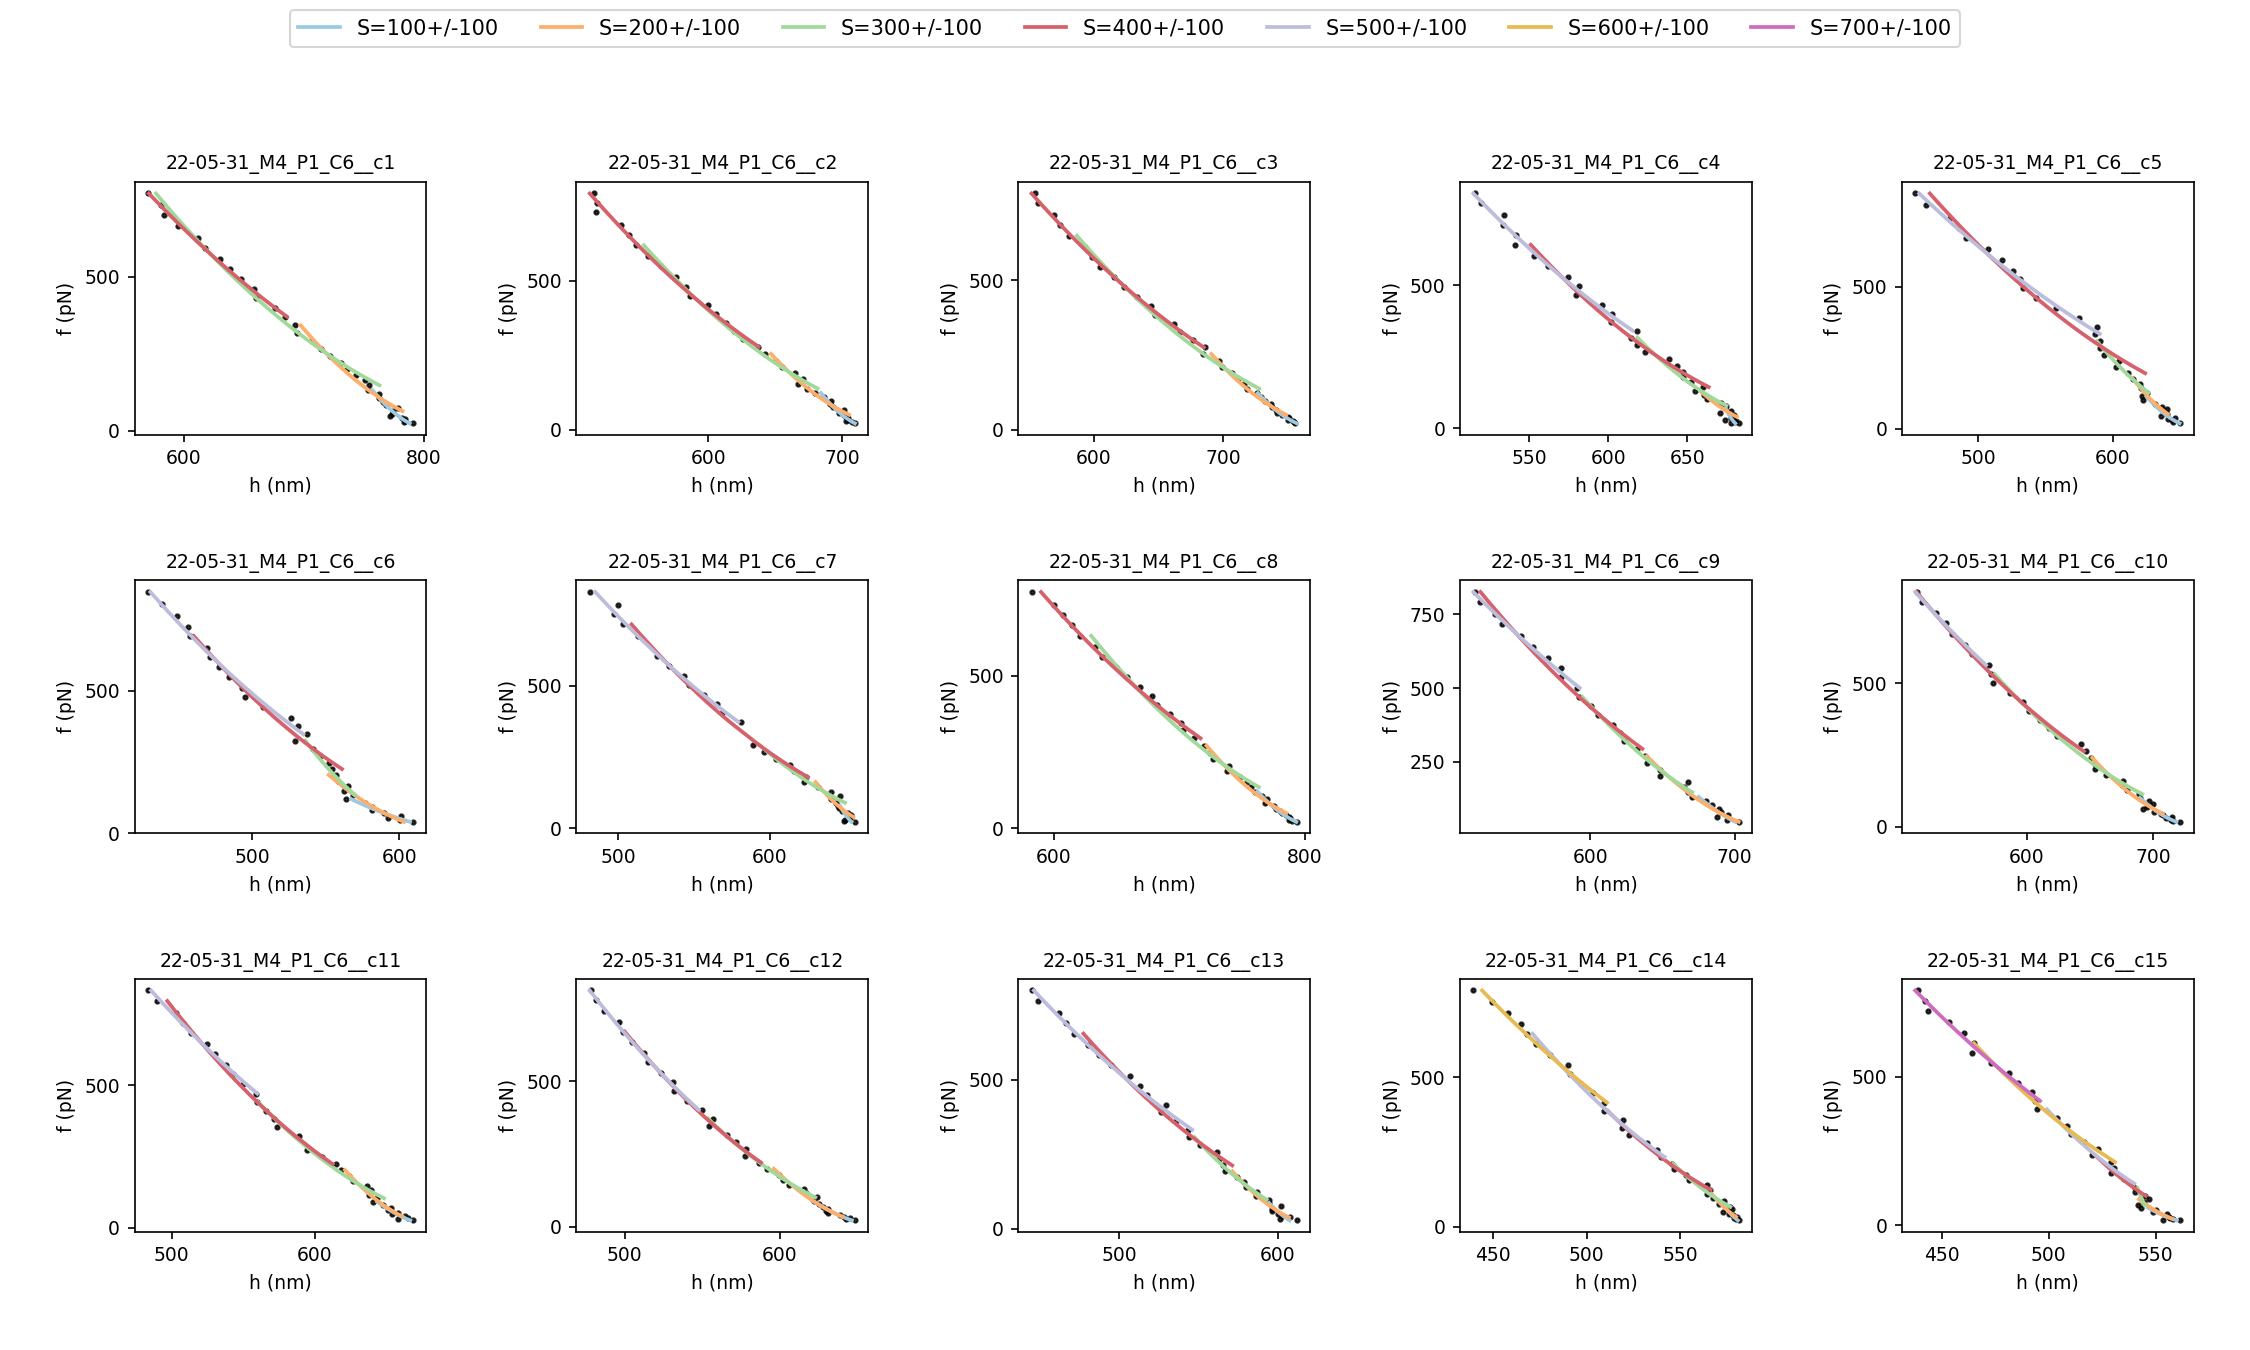 S=100+/-100 S=200+/-100 S=300+/-100 S=400+/-100 S=500+/-100 S=600+/-100 S=700+/-100
22-05-31_M4_P1_C6__c1 22-05-31_M4_P1_C6__c2 22-05-31_M4_P1_C6__c3 22-05-31_M4_P1_C6__c4 22-05-31_M4_P1_C6__c5
f (pN) 500 0 f (pN) 500 0 f (pN) 500 0 f (pN) 500 0 f (pN) 500 0
600 800 600 700 600 700 550 600 650 500 600
h (nm) h (nm) h (nm) h (nm) h (nm)
22-05-31_M4_P1_C6__c6 22-05-31_M4_P1_C6__c7 22-05-31_M4_P1_C6__c8 22-05-31_M4_P1_C6__c9 22-05-31_M4_P1_C6__c10
f (pN) 500 0 f (pN) 500 0 f (pN) 500 0 f (pN) 750 500 250 f (pN) 500 0
500 600 500 600 600 800 600 700 600 700
h (nm) h (nm) h (nm) h (nm) h (nm)
22-05-31_M4_P1_C6__c11 22-05-31_M4_P1_C6__c12 22-05-31_M4_P1_C6__c13 22-05-31_M4_P1_C6__c14 22-05-31_M4_P1_C6__c15
f (pN) 500 0 f (pN) 500 0 f (pN) 500 0 f (pN) 500 0 f (pN) 500 0
500 600 500 600 500 600 450 500 550 450 500 550
h (nm) h (nm) h (nm) h (nm) h (nm)